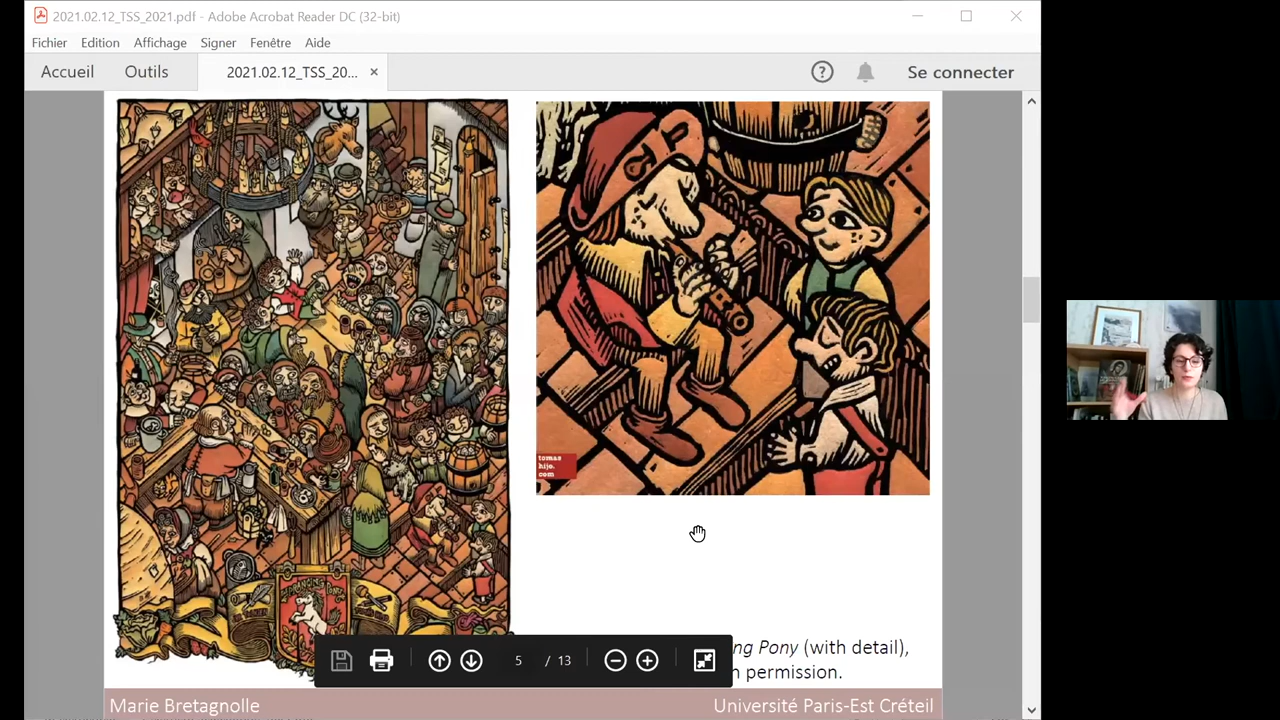 2021.02.12_TSS_2021.pdf - Adobe Acrobat Reader DC (32-bit)
Fichier Edition Affichage Signer Fenêtre Aide
Accueil Outils 2021.02.12_TSS_20... Se connecter
tomas
hijo.
com
PRANCING PONY
ng Pony (with detail),
n permission.
5 / 13
Marie Bretagnolle Université Paris-Est Créteil